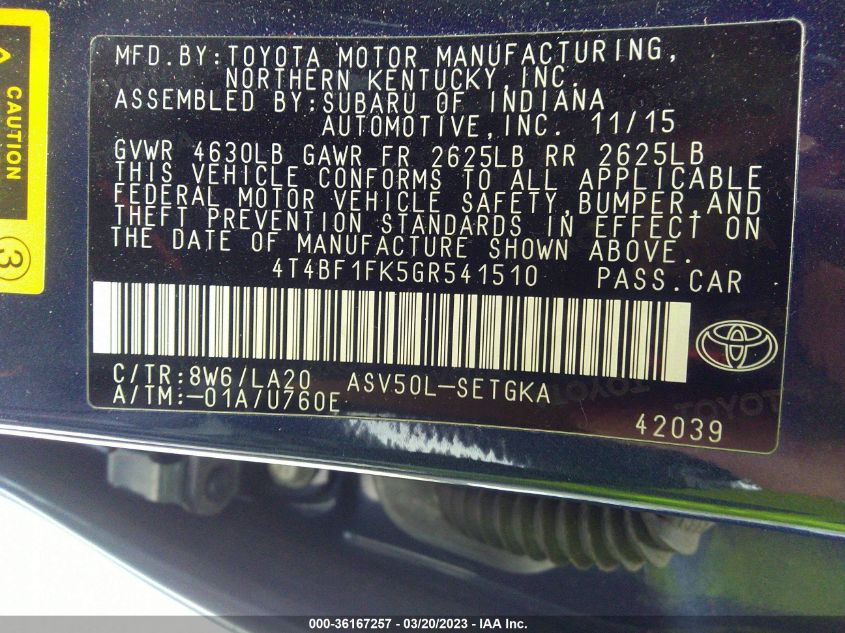 MFD.BY:TOYOTA MOTOR MANUFACTURING,
NORTHERN KENTUCKY,INC.
ASSEMBLED BY:SUBARU OF INDIANA
AUTOMOTIVE,INC. 11/15
GVWR 4630LB GAWR FR 2625LB RR 2625LB
THIS VEHICLE CONFORMS TO ALL APPLICABLE
FEDERAL MOTOR VEHICLE SAFETY,BUMPER,AND
THEFT PREVENTION STANDARDS IN EFFECT ON
THE DATE OF MANUFACTURE SHOWN ABOVE.
4T4BF1FK5GR541510 PASS.CAR
C/TR:8W6/LA20 ASV50L-SETGKA
A/TM:-01A/U760E
42039
TOYOTA
3
000-36167257 - 03/20/2023 - IAA Inc.